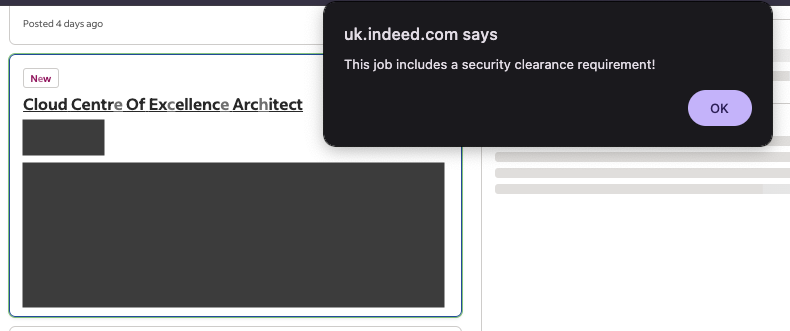 Posted 4 days ago
uk.indeed.com says
This job includes a security clearance requirement!
OK
New
Cloud Centre Of Excellence Architect